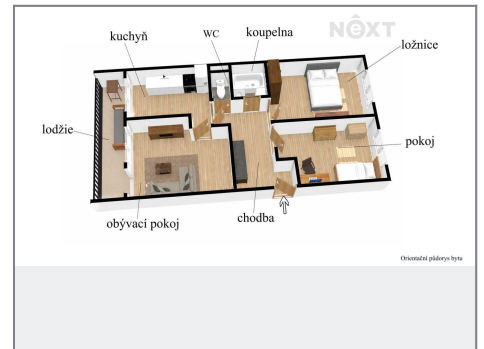 NEXT
kuchyň
WC
koupelna
ložnice
lodžie
pokoj
obývací pokoj
chodba
Orientační půdorys bytu